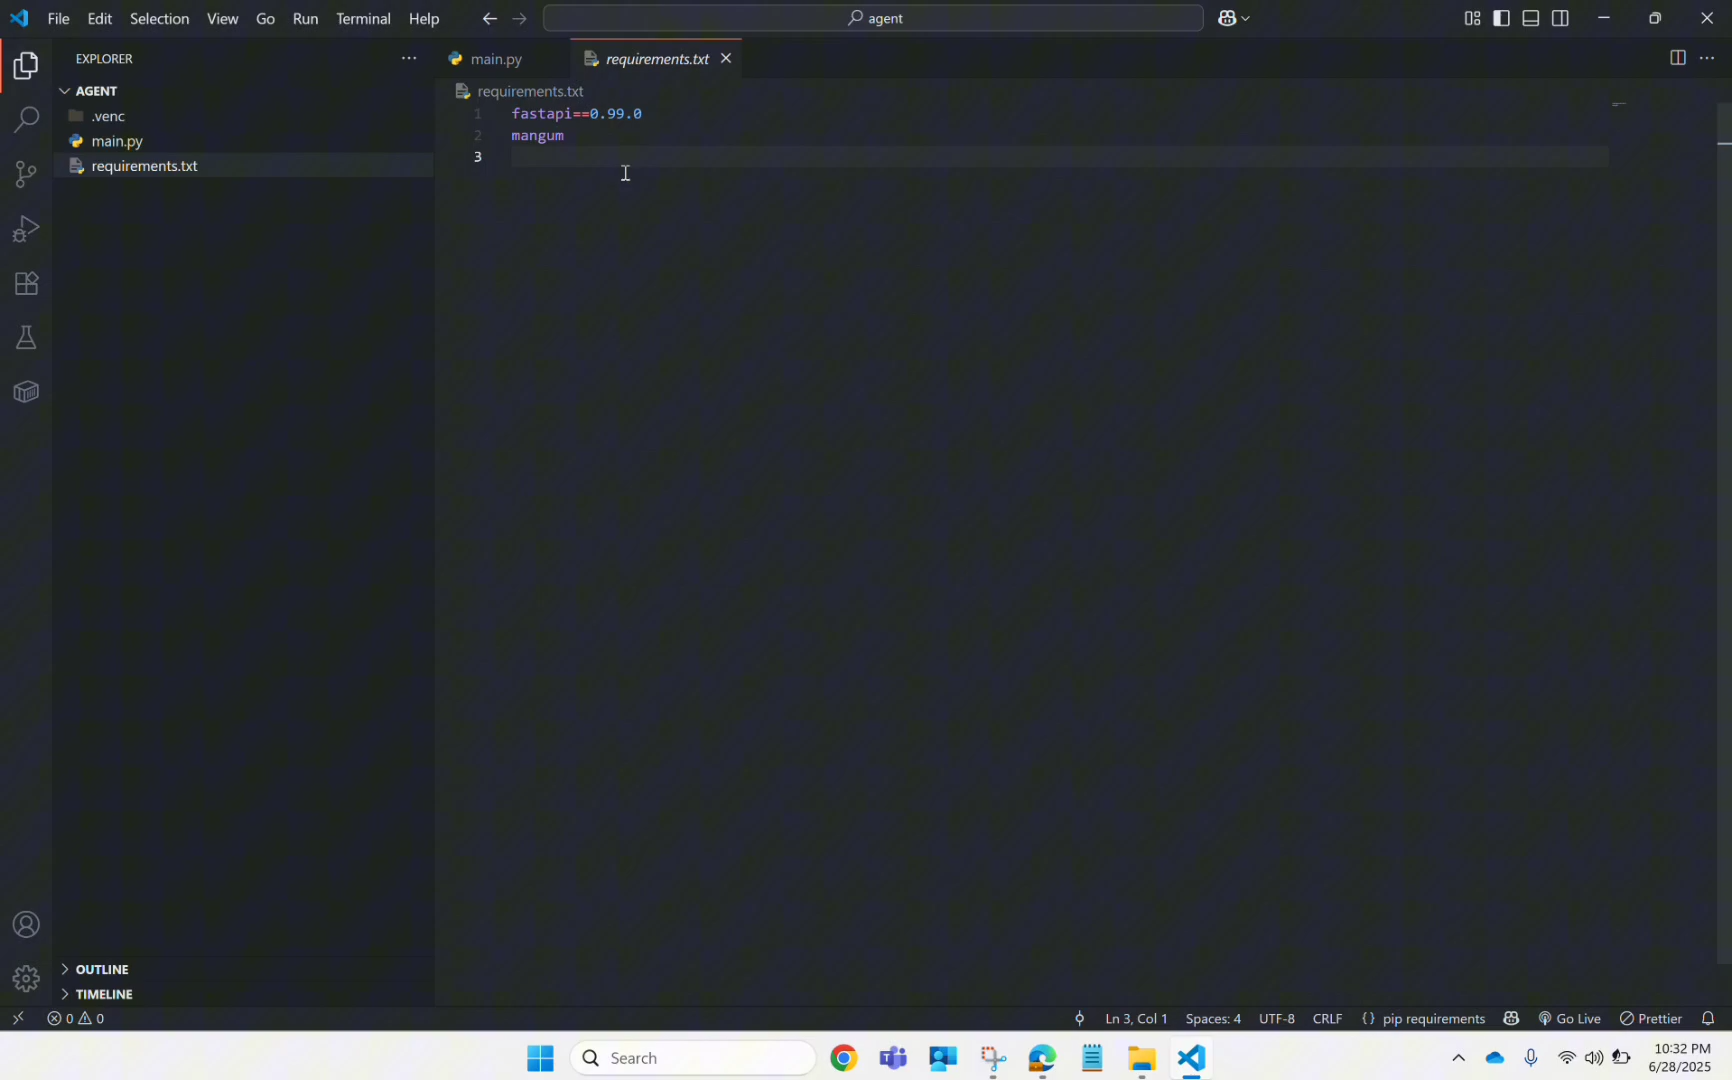 File Edit Selection View Go Run Terminal Help
agent
EXPLORER
main.py
requirements.txt
AGENT
.venc
main.py
requirements.txt
requirements.txt
1 fastapi==0.99.0
2 mangum
3
OUTLINE
TIMELINE
0 0
Ln 3, Col 1
Spaces: 4
UTF-8
CRLF
{ } pip requirements
Go Live
Prettier
Search
10:32 PM
6/28/2025